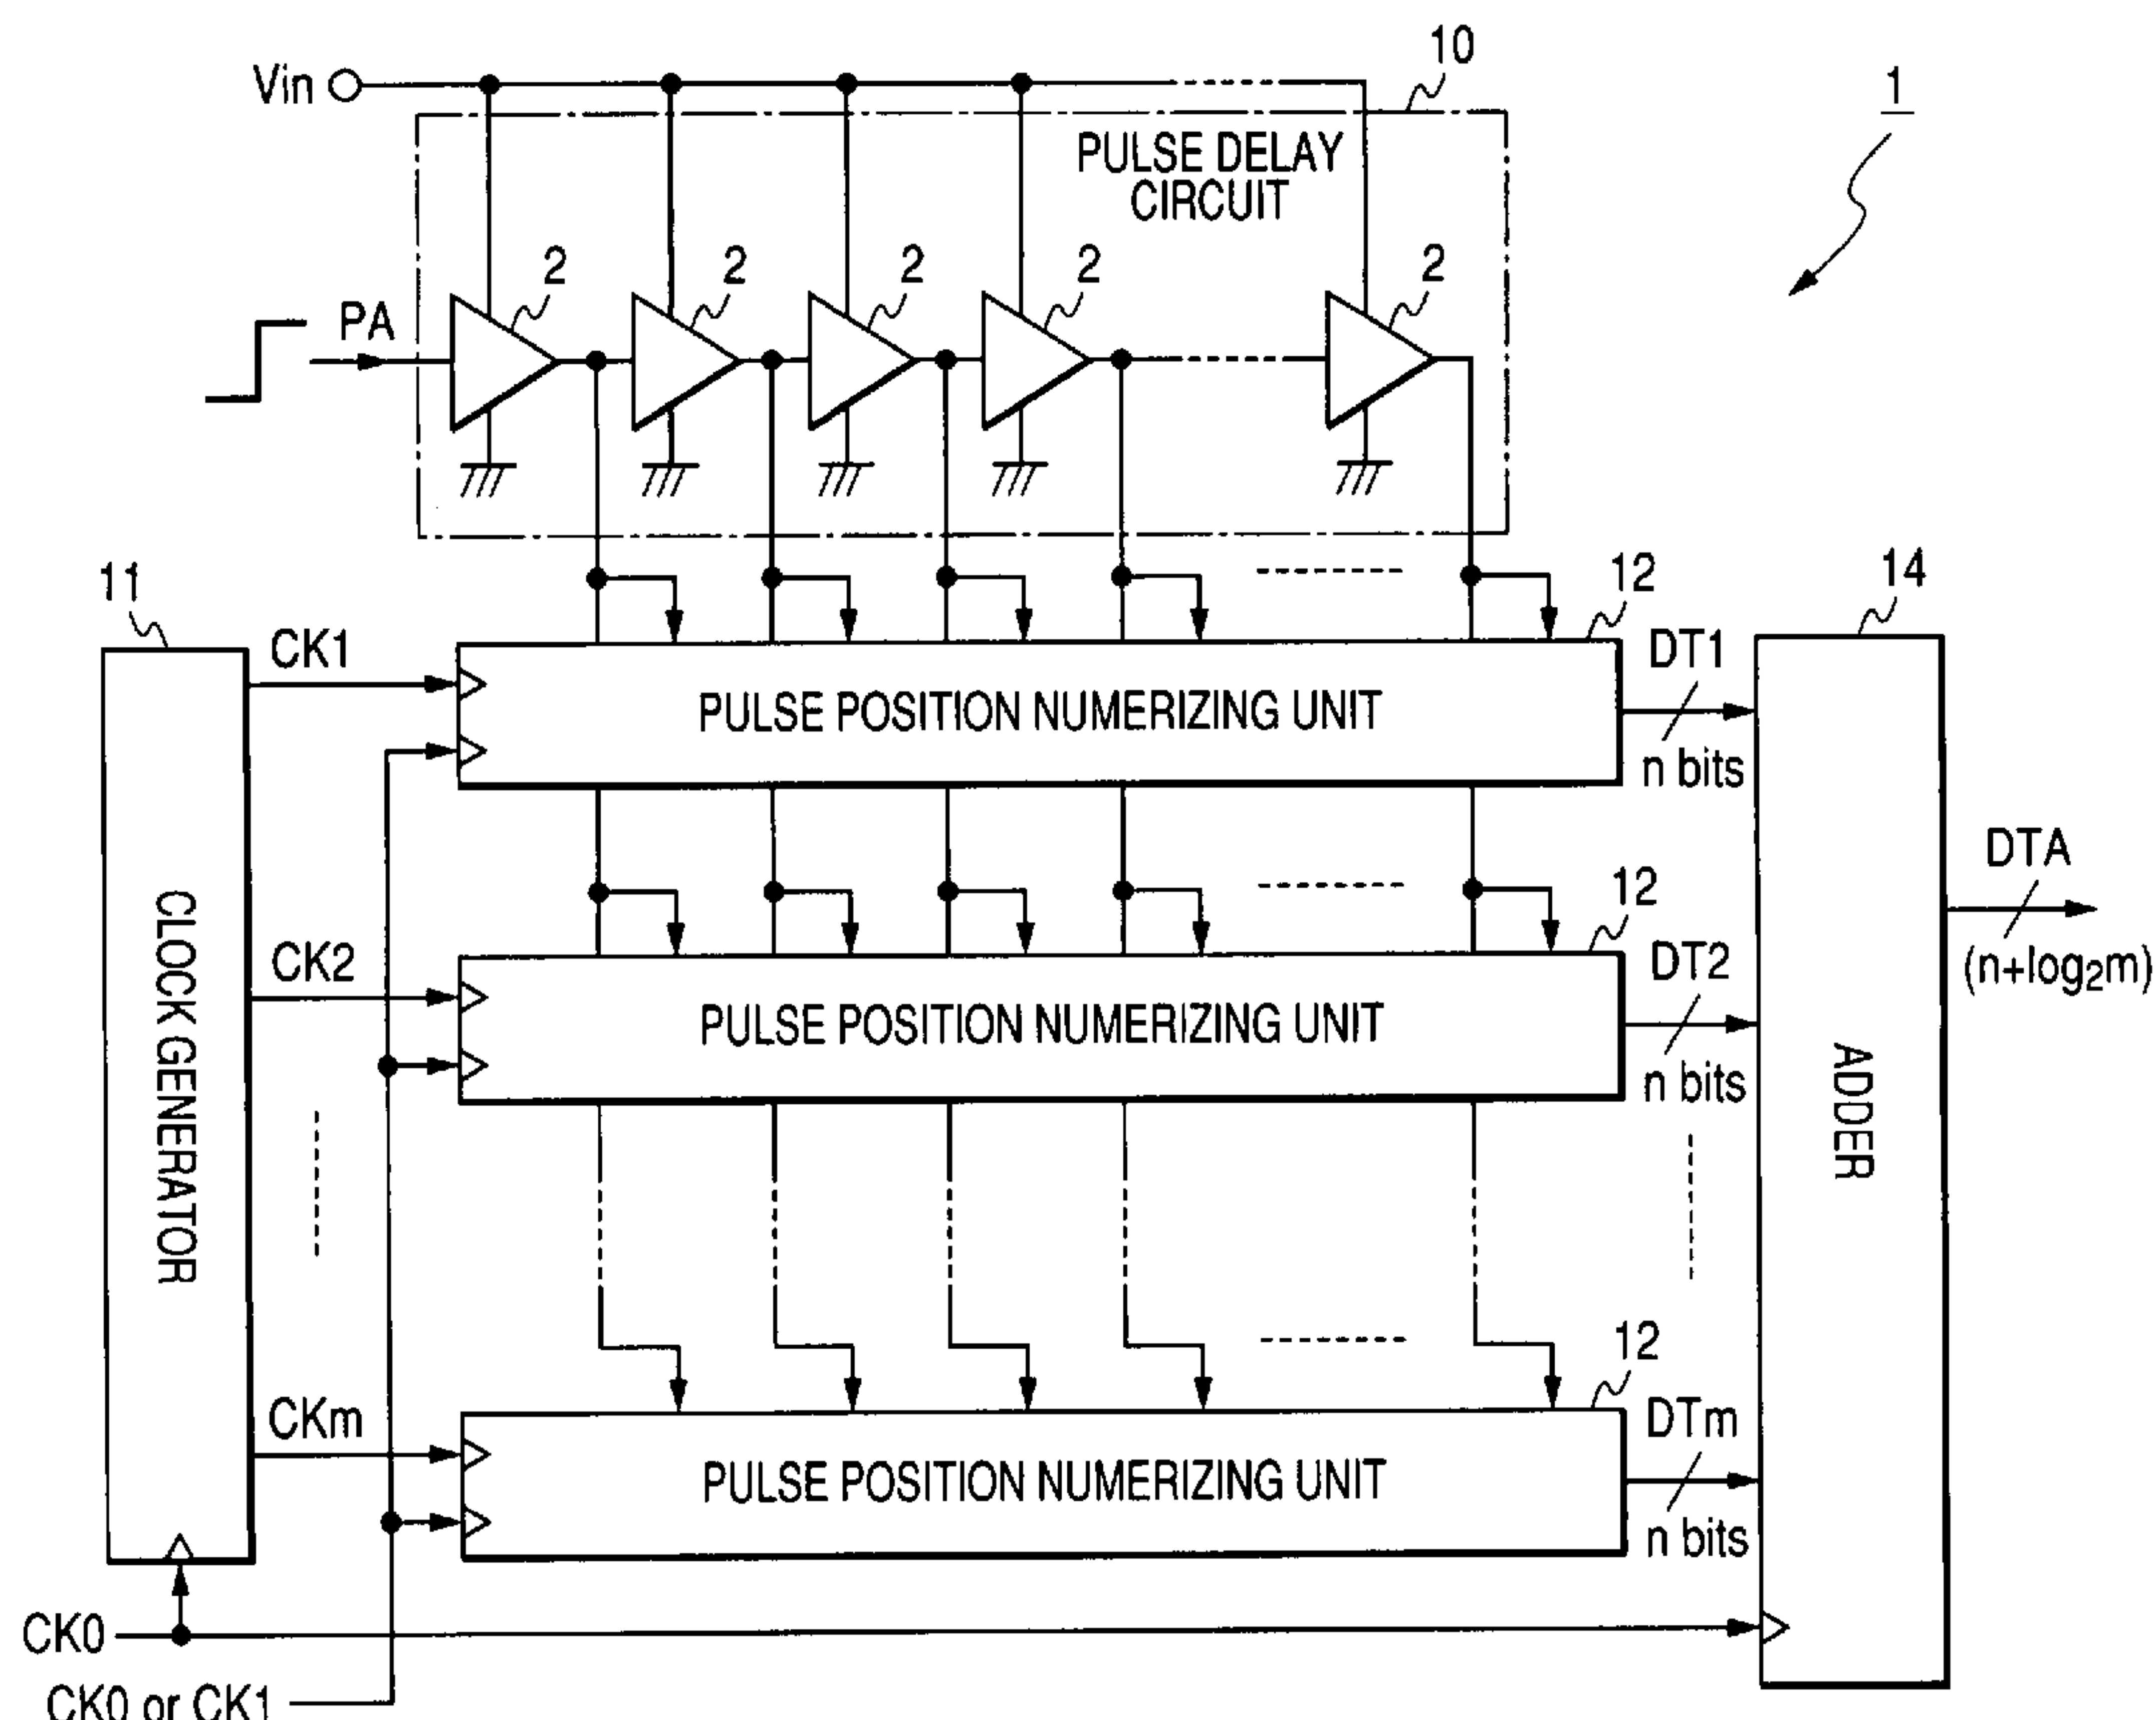 10
Vin
1
PULSE DELAY
CIRCUIT
2
2
2
2
2
PA
11
12
14
CK1
DT1
PULSE POSITION NUMERIZING UNIT
n bits
DTA
12
CK2
DT2
(n+log2m)
CLOCK GENERATOR
PULSE POSITION NUMERIZING UNIT
ADDER
n bits
12
CKm
DTm
PULSE POSITION NUMERIZING UNIT
n bits
CK0
CK0 or CK1